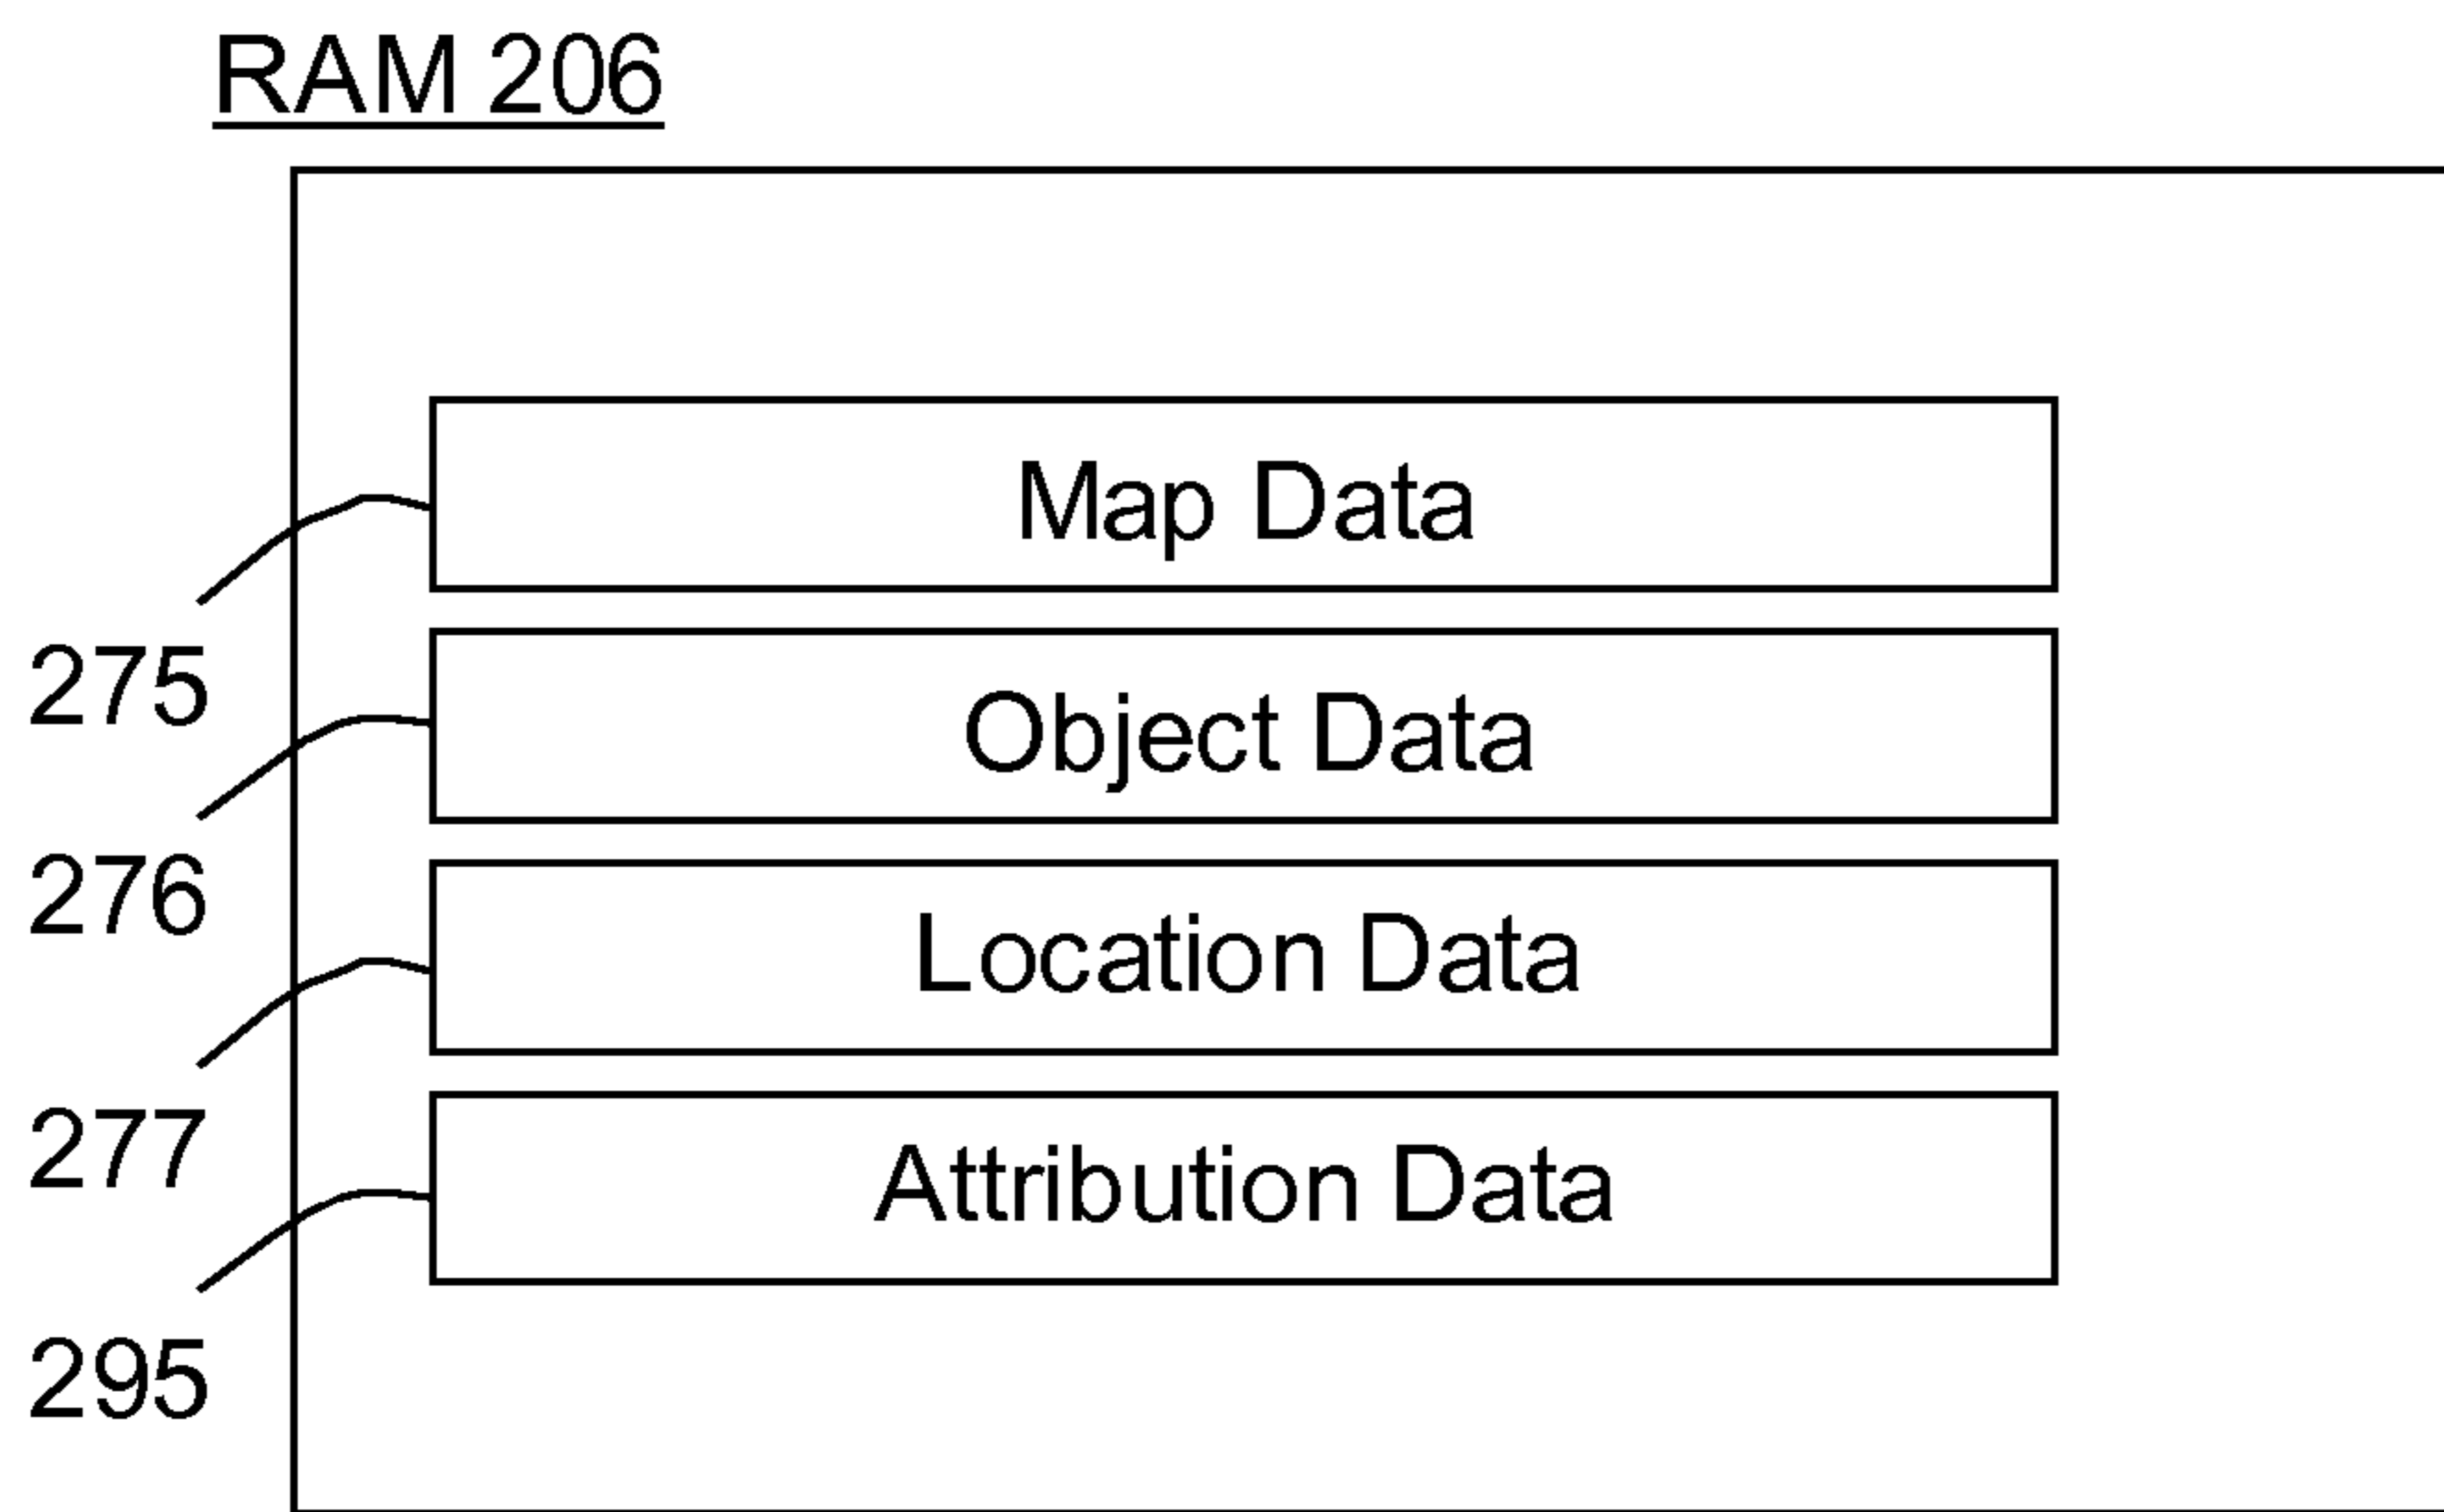 RAM 206
Map Data
275
Object Data
276
Location Data
277
Attribution Data
295